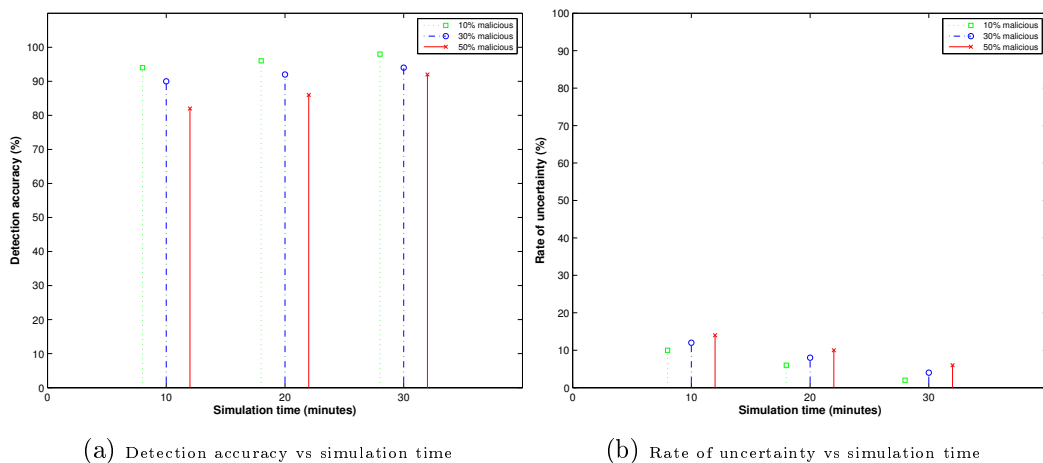 10% malicious
30% malicious
50% malicious
100
90
80
70
60
50
40
30
20
10
0
Detection accuracy (%)
0 10 20 30
Simulation time (minutes)
(a) Detection accuracy vs simulation time
10% malicious
30% malicious
50% malicious
100
90
80
70
60
50
40
30
20
10
0
Rate of uncertainty (%)
0 10 20 30
Simulation time (minutes)
(b) Rate of uncertainty vs simulation time